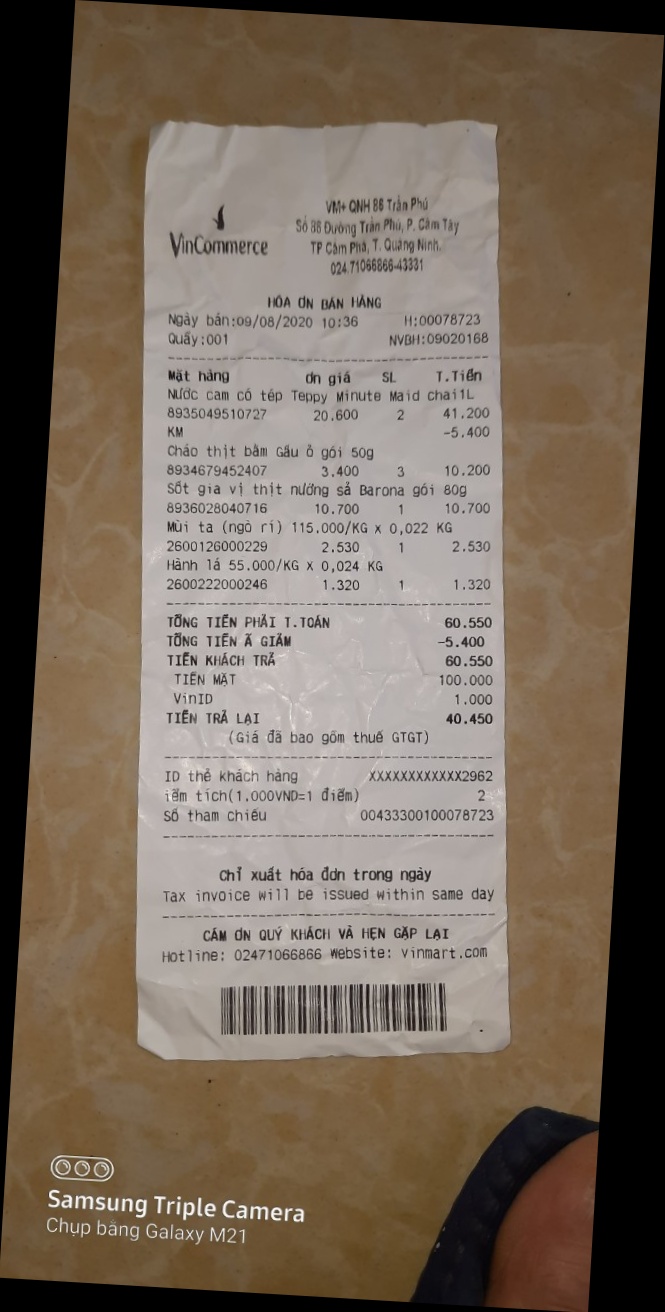 VinCommerce
VM+ QNH 86 Trần Phú
Số 86 Đường Trần Phú, P. Cẩm Tây
TP Cẩm Phả, T. Quảng Ninh.
024.71066866-43331
HÓA ƠN BÁN HÀNG
Ngày bán:09/08/2020 10:36 H:00078723
Quầy:001 NVBH:09020168
Mặt hàng ơn giá SL T.Tiền
Nước cam có tép Teppy Minute Maid chai1L
8935049510727 20.600 2 41.200
KM -5.400
Cháo thịt bằm Gấu ỏ gói 50g
8934679452407 3.400 3 10.200
Sốt gia vị thịt nướng sả Barona gói 80g
8936028040716 10.700 1 10.700
Mùi ta (ngò rí) 115.000/KG x 0,022 KG
2600126000229 2.530 1 2.530
Hành lá 55.000/KG x 0,024 KG
2600222000246 1.320 1 1.320
TỔNG TIỀN PHẢI T.TOÁN 60.550
TỔNG TIỀN Ã GIẢM -5.400
TIỀN KHÁCH TRẢ 60.550
TIỀN MẶT 100.000
VinID 1.000
TIỀN TRẢ LẠI 40.450
(Giá đã bao gồm thuế GTGT)
ID thẻ khách hàng XXXXXXXXXXXX2962
iểm tích(1.000VND=1 điểm) 2
Số tham chiếu 00433300100078723
Chỉ xuất hóa đơn trong ngày
Tax invoice will be issued within same day
CẢM ƠN QUÝ KHÁCH VÀ HẸN GẶP LẠI
Hotline: 02471066866 Website: vinmart.com
Samsung Triple Camera
Chụp bằng Galaxy M21